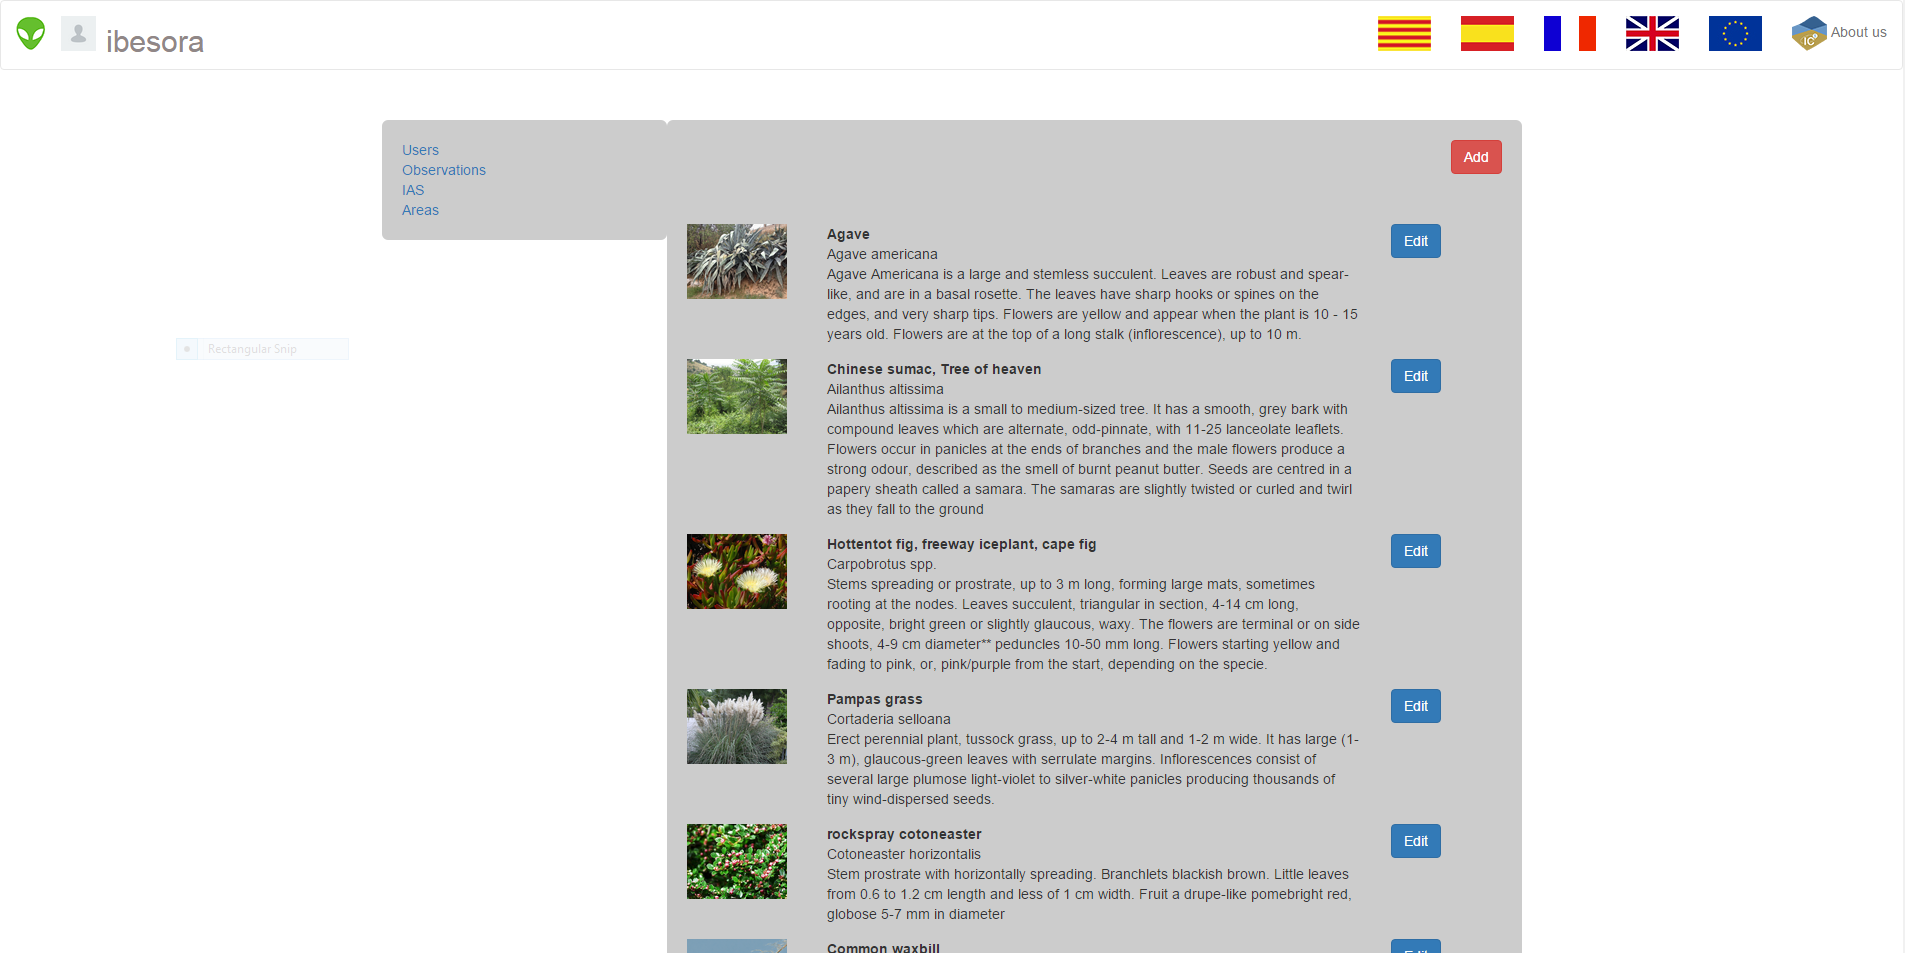 ibesora
IC
About us
Users
Observations
IAS
Areas
Add
Rectangular Snip
Agave
Edit
Agave americana
Agave Americana is a large and stemless succulent. Leaves are robust and spear-
like, and are in a basal rosette. The leaves have sharp hooks or spines on the
edges, and very sharp tips. Flowers are yellow and appear when the plant is 10 - 15
years old. Flowers are at the top of a long stalk (inflorescence), up to 10 m.
Chinese sumac, Tree of heaven
Edit
Ailanthus altissima
Ailanthus altissima is a small to medium-sized tree. It has a smooth, grey bark with
compound leaves which are alternate, odd-pinnate, with 11-25 lanceolate leaflets.
Flowers occur in panicles at the ends of branches and the male flowers produce a
strong odour, described as the smell of burnt peanut butter. Seeds are centred in a
papery sheath called a samara. The samaras are slightly twisted or curled and twirl
as they fall to the ground
Hottentot fig, freeway iceplant, cape fig
Edit
Carpobrotus spp.
Stems spreading or prostrate, up to 3 m long, forming large mats, sometimes
rooting at the nodes. Leaves succulent, triangular in section, 4-14 cm long,
opposite, bright green or slightly glaucous, waxy. The flowers are terminal or on side
shoots, 4-9 cm diameter** peduncles 10-50 mm long. Flowers starting yellow and
fading to pink, or, pink/purple from the start, depending on the specie.
Pampas grass
Edit
Cortaderia selloana
Erect perennial plant, tussock grass, up to 2-4 m tall and 1-2 m wide. It has large (1-
3 m), glaucous-green leaves with serrulate margins. Inflorescences consist of
several large plumose light-violet to silver-white panicles producing thousands of
tiny wind-dispersed seeds.
rockspray cotoneaster
Edit
Cotoneaster horizontalis
Stem prostrate with horizontally spreading. Branchlets blackish brown. Little leaves
from 0.6 to 1.2 cm length and less of 1 cm width. Fruit a drupe-like pomebright red,
globose 5-7 mm in diameter
Common waxbill
Edit